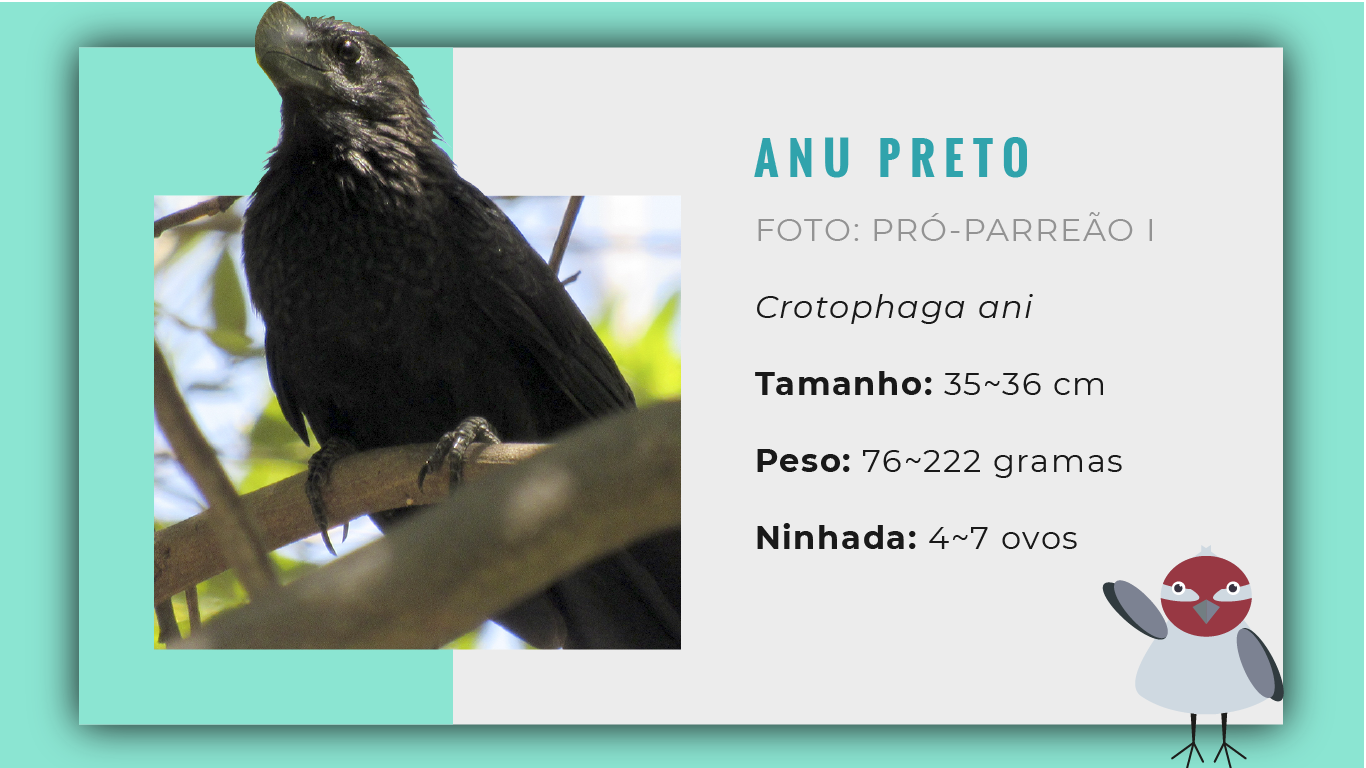 ANU PRETO
FOTO: PRÓ-PARREÃO I
Crotophaga ani
Tamanho: 35~36 cm
Peso: 76~222 gramas
Ninhada: 4~7 ovos